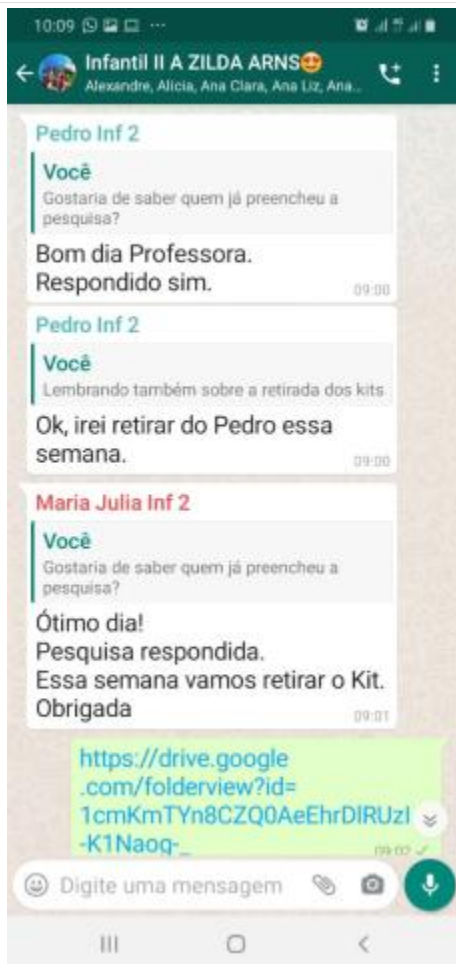 10:09
Infantil II A ZILDA ARNS🤩
Alexandre, Alicia, Ana Clara, Ana Liz, Ana...
Pedro Inf 2
Você
Gostaria de saber quem já preencheu a
pesquisa?
Bom dia Professora.
Respondido sim.
09:00
Pedro Inf 2
Você
Lembrando também sobre a retirada dos kits
Ok, irei retirar do Pedro essa
semana.
09:00
Maria Julia Inf 2
Você
Gostaria de saber quem já preencheu a
pesquisa?
Ótimo dia!
Pesquisa respondida.
Essa semana vamos retirar o Kit.
Obrigada
09:01
https://drive.google
.com/folderview?id=
1cmKmTYn8CZQ0AeEhrDlRUzI
-K1Naoq-_
09:02
Digite uma mensagem